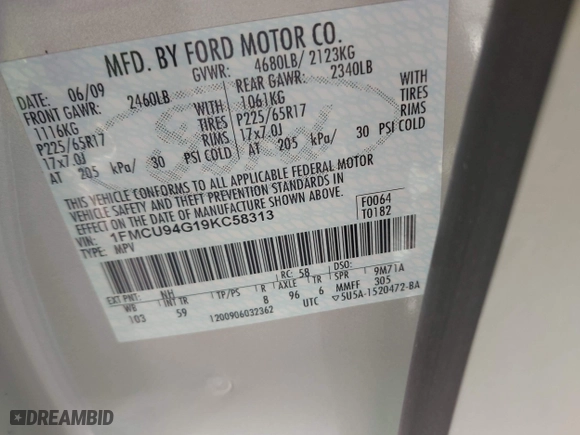 MFD. BY FORD MOTOR CO.
DATE: 06/09 GVWR: 4680LB/ 2123KG
FRONT GAWR: 2460LB REAR GAWR: 2340LB
1116KG WITH 1061KG WITH
P225/65R17 TIRES P225/65R17 TIRES
17x7.0J RIMS 17x7.0J RIMS
AT 205 kPa/ 30 PSI COLD AT 205 kPa/ 30 PSI COLD
THIS VEHICLE CONFORMS TO ALL APPLICABLE FEDERAL MOTOR
VEHICLE SAFETY AND THEFT PREVENTION STANDARDS IN
EFFECT ON THE DATE OF MANUFACTURE SHOWN ABOVE.
VIN: 1FMCU94G19KC58313 F0064
TYPE: MPV T0182
EXT PNT: NH RC: 58 DSO:
WB INT TR TP/PS R AXLE TR SPR 9M71A
103 59 8 96 6 MMFF 305
1200906032362 UTC ▽5U5A-1520472-BA
DREAMBID